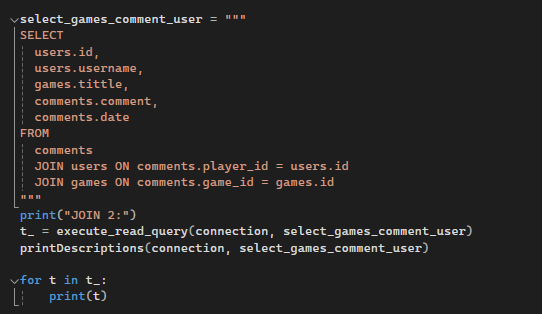 select_games_comment_user = """
SELECT
  users.id,
  users.username,
  games.tittle,
  comments.comment,
  comments.date
FROM
  comments
  JOIN users ON comments.player_id = users.id
  JOIN games ON comments.game_id = games.id
"""
print("JOIN 2:")
t_ = execute_read_query(connection, select_games_comment_user)
printDescriptions(connection, select_games_comment_user)

for t in t_:
    print(t)